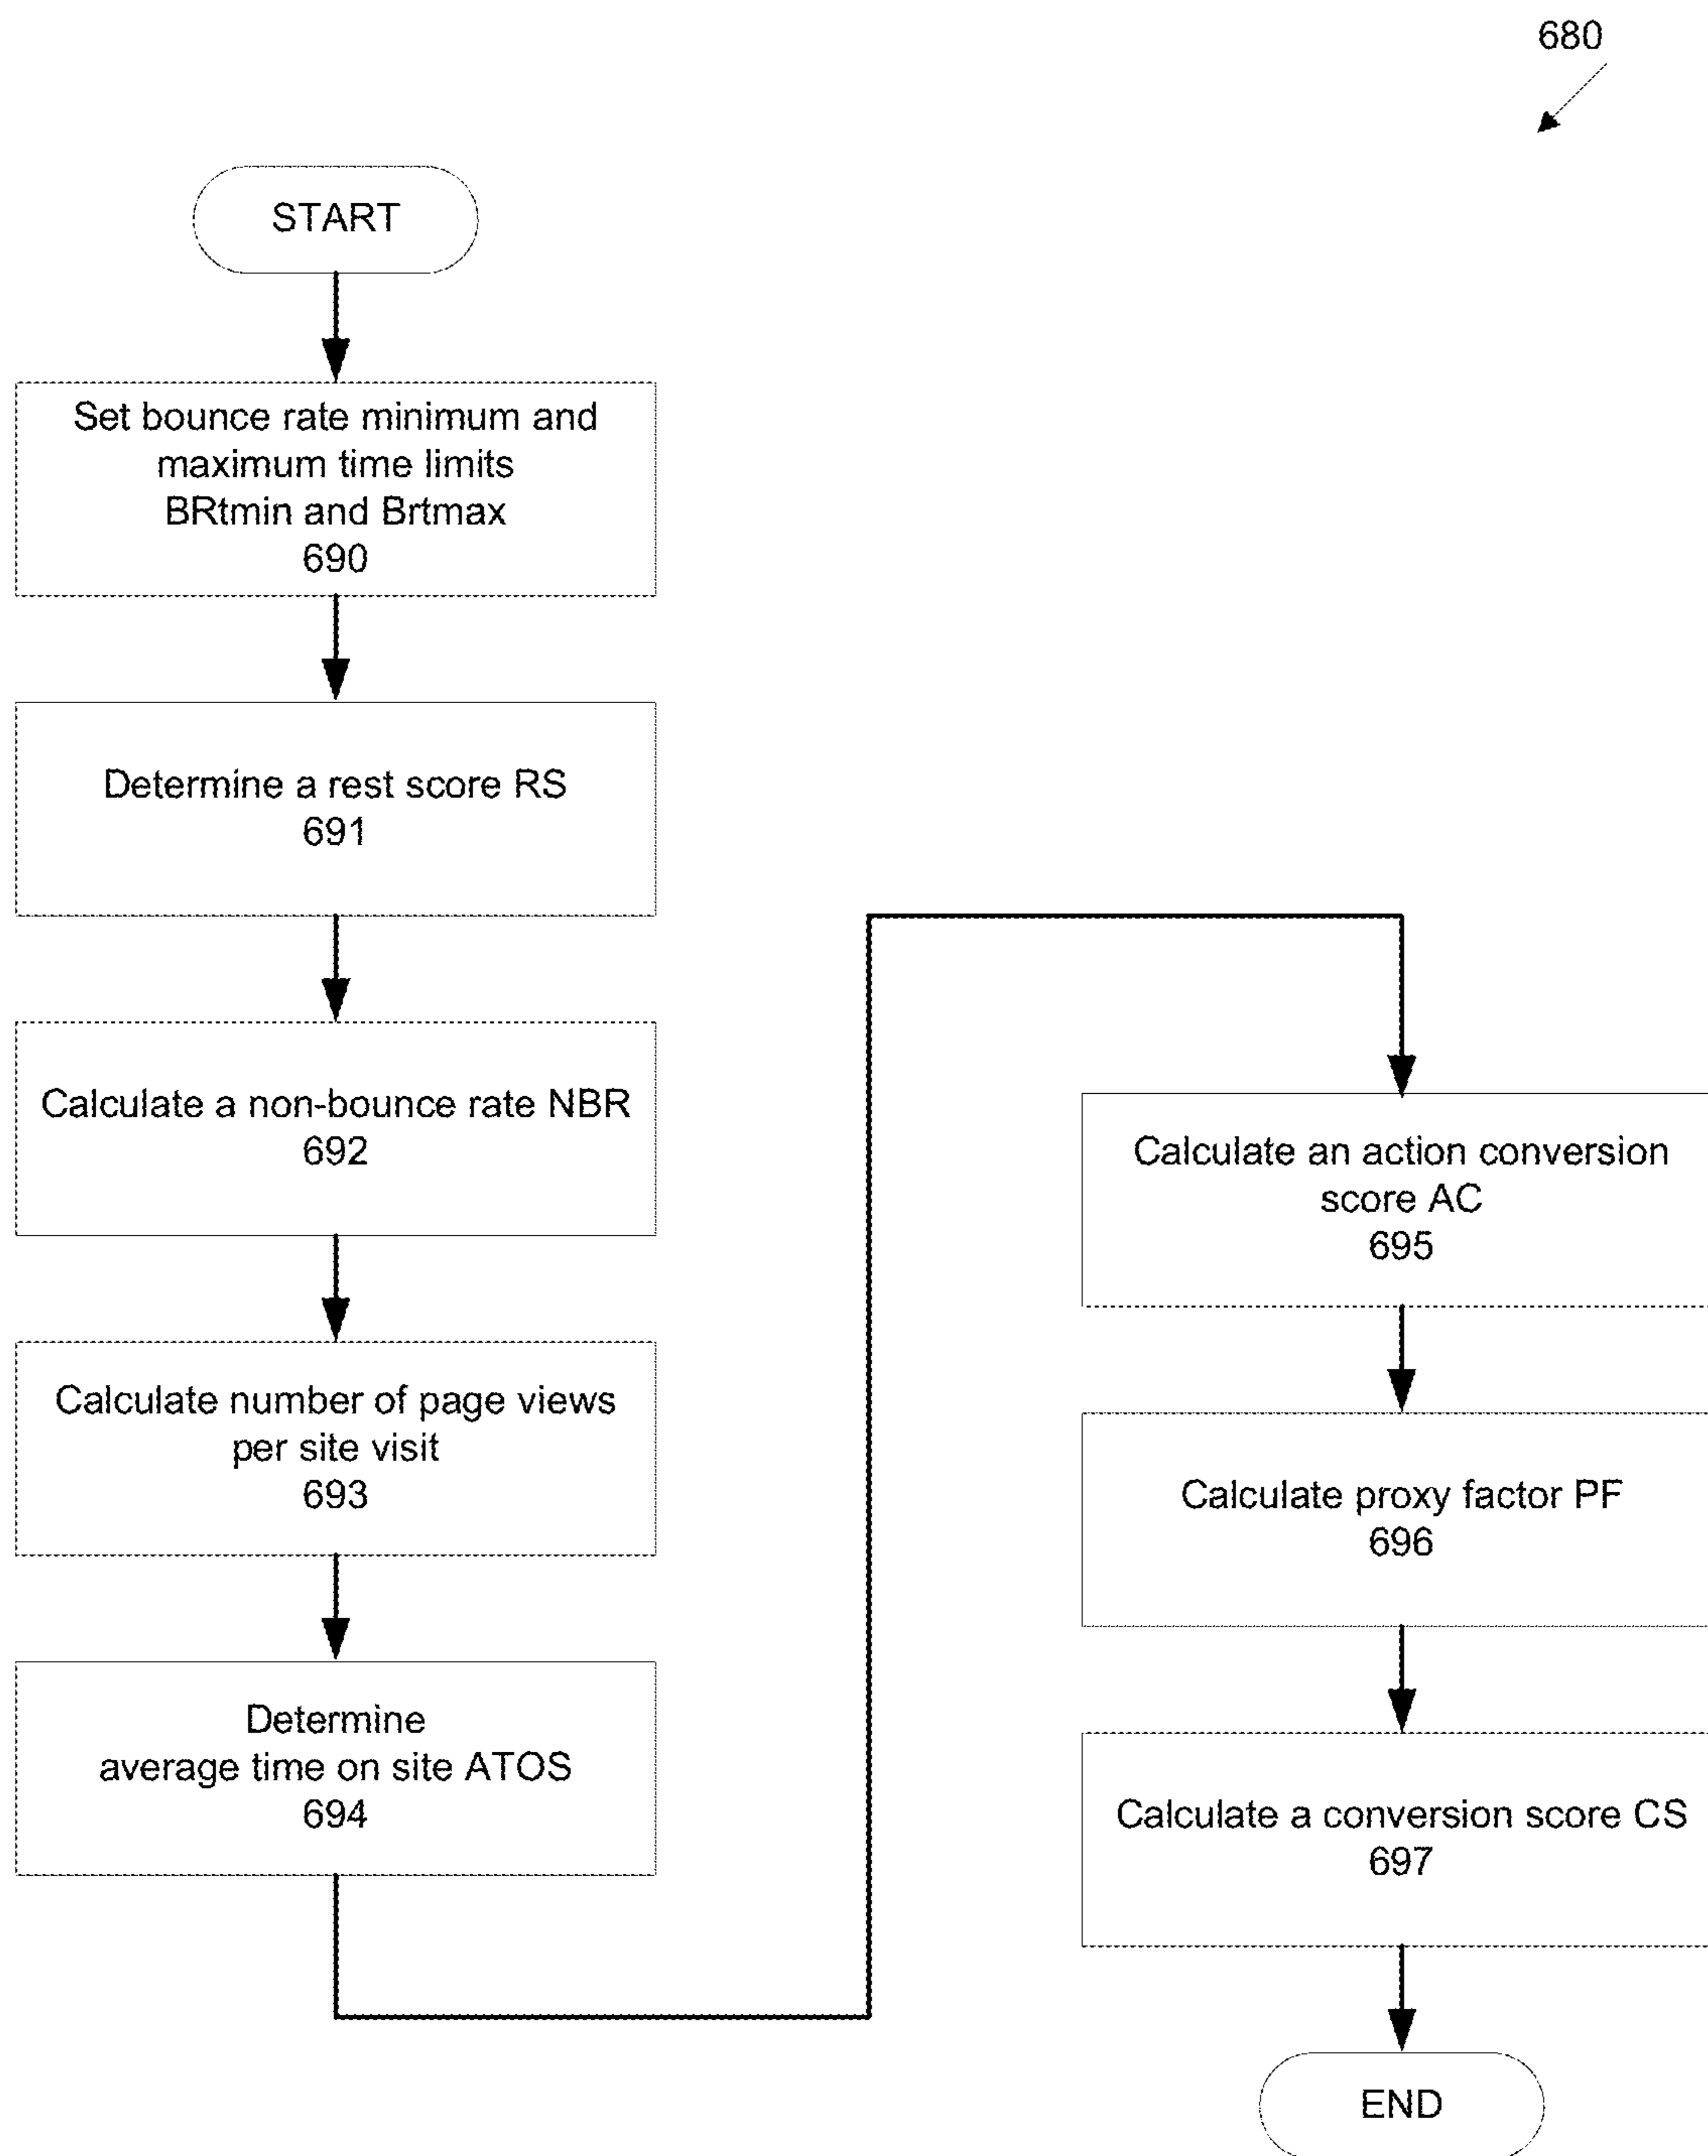 680
START
Set bounce rate minimum and
maximum time limits
BRtmin and Brtmax
690
Determine a rest score RS
691
Calculate a non-bounce rate NBR
692
Calculate number of page views
per site visit
693
Determine
average time on site ATOS
694
Calculate an action conversion
score AC
695
Calculate proxy factor PF
696
Calculate a conversion score CS
697
END